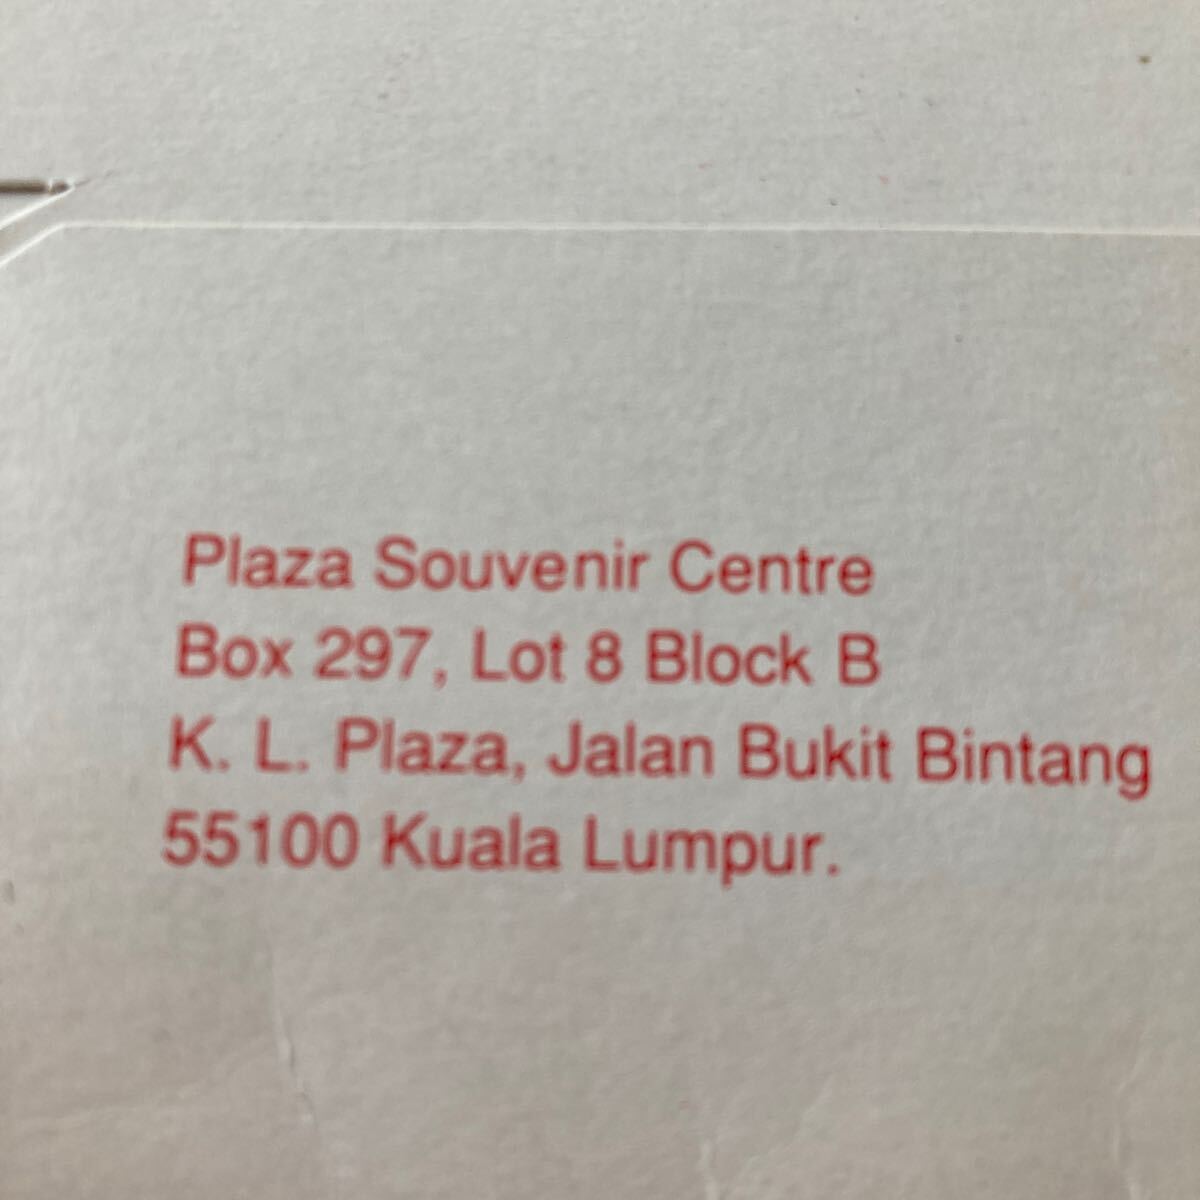 Plaza Souvenir Centre
Box 297, Lot 8 Block B
K. L. Plaza, Jalan Bukit Bintang
55100 Kuala Lumpur.